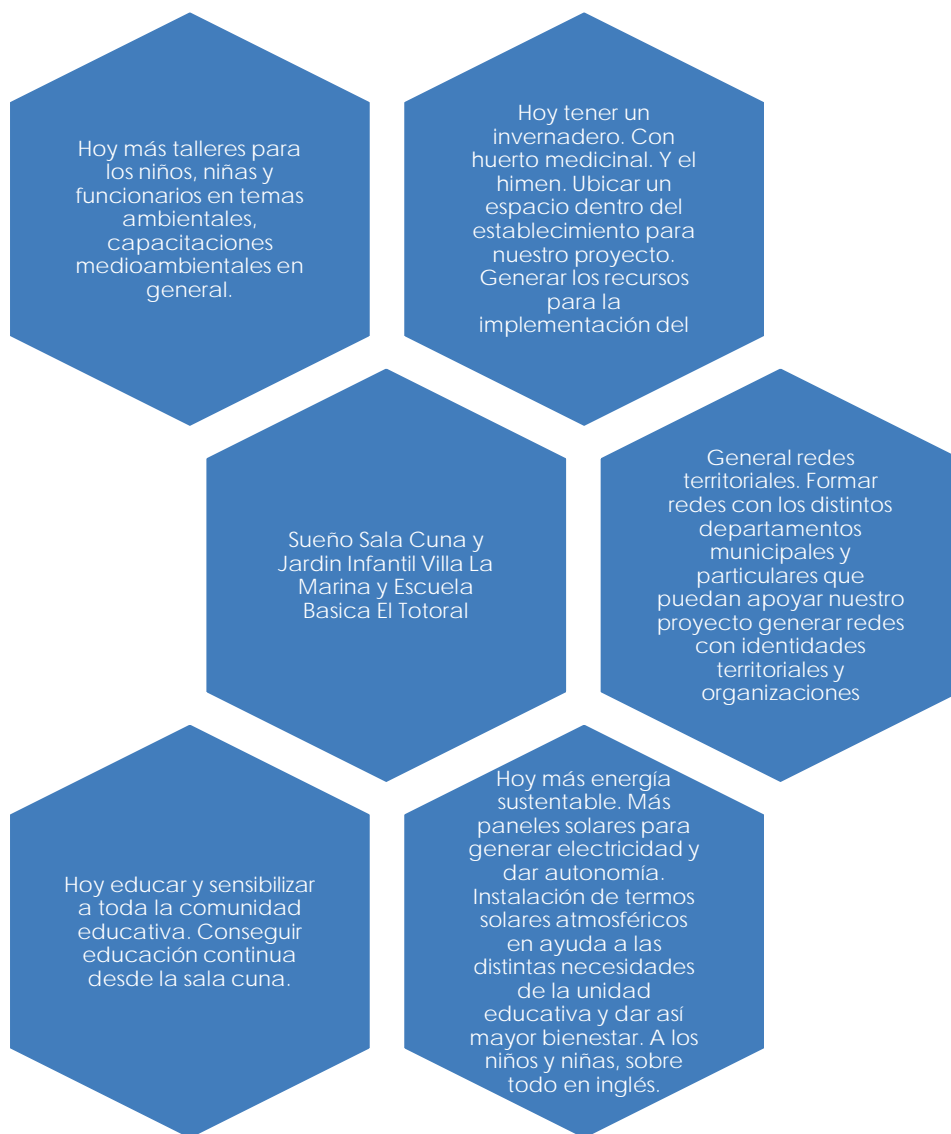 Hoy más talleres para
los niños, niñas y
funcionarios en temas
ambientales,
capacitaciones
medioambientales en
general.
Hoy tener un
invernadero. Con
huerto medicinal. Y el
himen. Ubicar un
espacio dentro del
establecimiento para
nuestro proyecto.
Generar los recursos
para la
implementación del
Sueño Sala Cuna y
Jardin Infantil Villa La
Marina y Escuela
Basica El Totoral
General redes
territoriales. Formar
redes con los distintos
departamentos
municipales y
particulares que
puedan apoyar nuestro
proyecto generar redes
con identidades
territoriales y
organizaciones
Hoy educar y sensibilizar
a toda la comunidad
educativa. Conseguir
educación continua
desde la sala cuna.
Hoy más energía
sustentable. Más
paneles solares para
generar electricidad y
dar autonomía.
Instalación de termos
solares atmosféricos
en ayuda a las
distintas necesidades
de la unidad
educativa y dar así
mayor bienestar. A los
niños y niñas, sobre
todo en inglés.